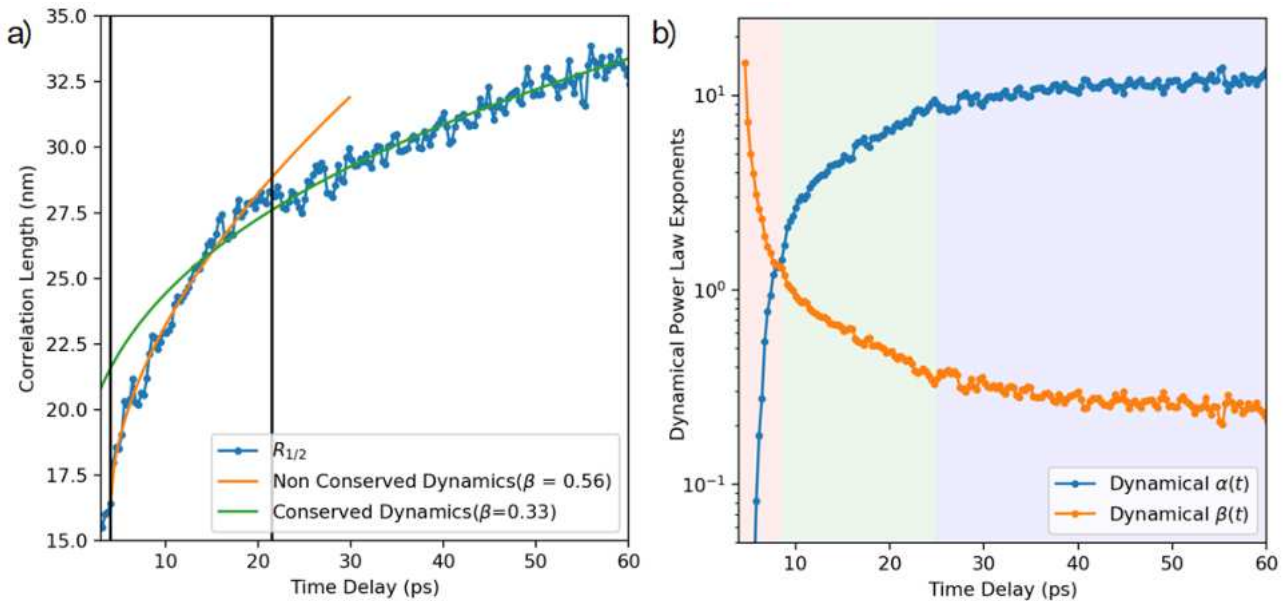 a)
Correlation Length (nm)
35.0
32.5
30.0
27.5
25.0
22.5
20.0
17.5
15.0
R1/2
Non Conserved Dynamics(β = 0.56)
Conserved Dynamics(β=0.33)
10 20 30 40 50 60
Time Delay (ps)
b)
Dynamical Power Law Exponents
10¹
10⁰
10⁻¹
Dynamical α(t)
Dynamical β(t)
10 20 30 40 50 60
Time Delay (ps)